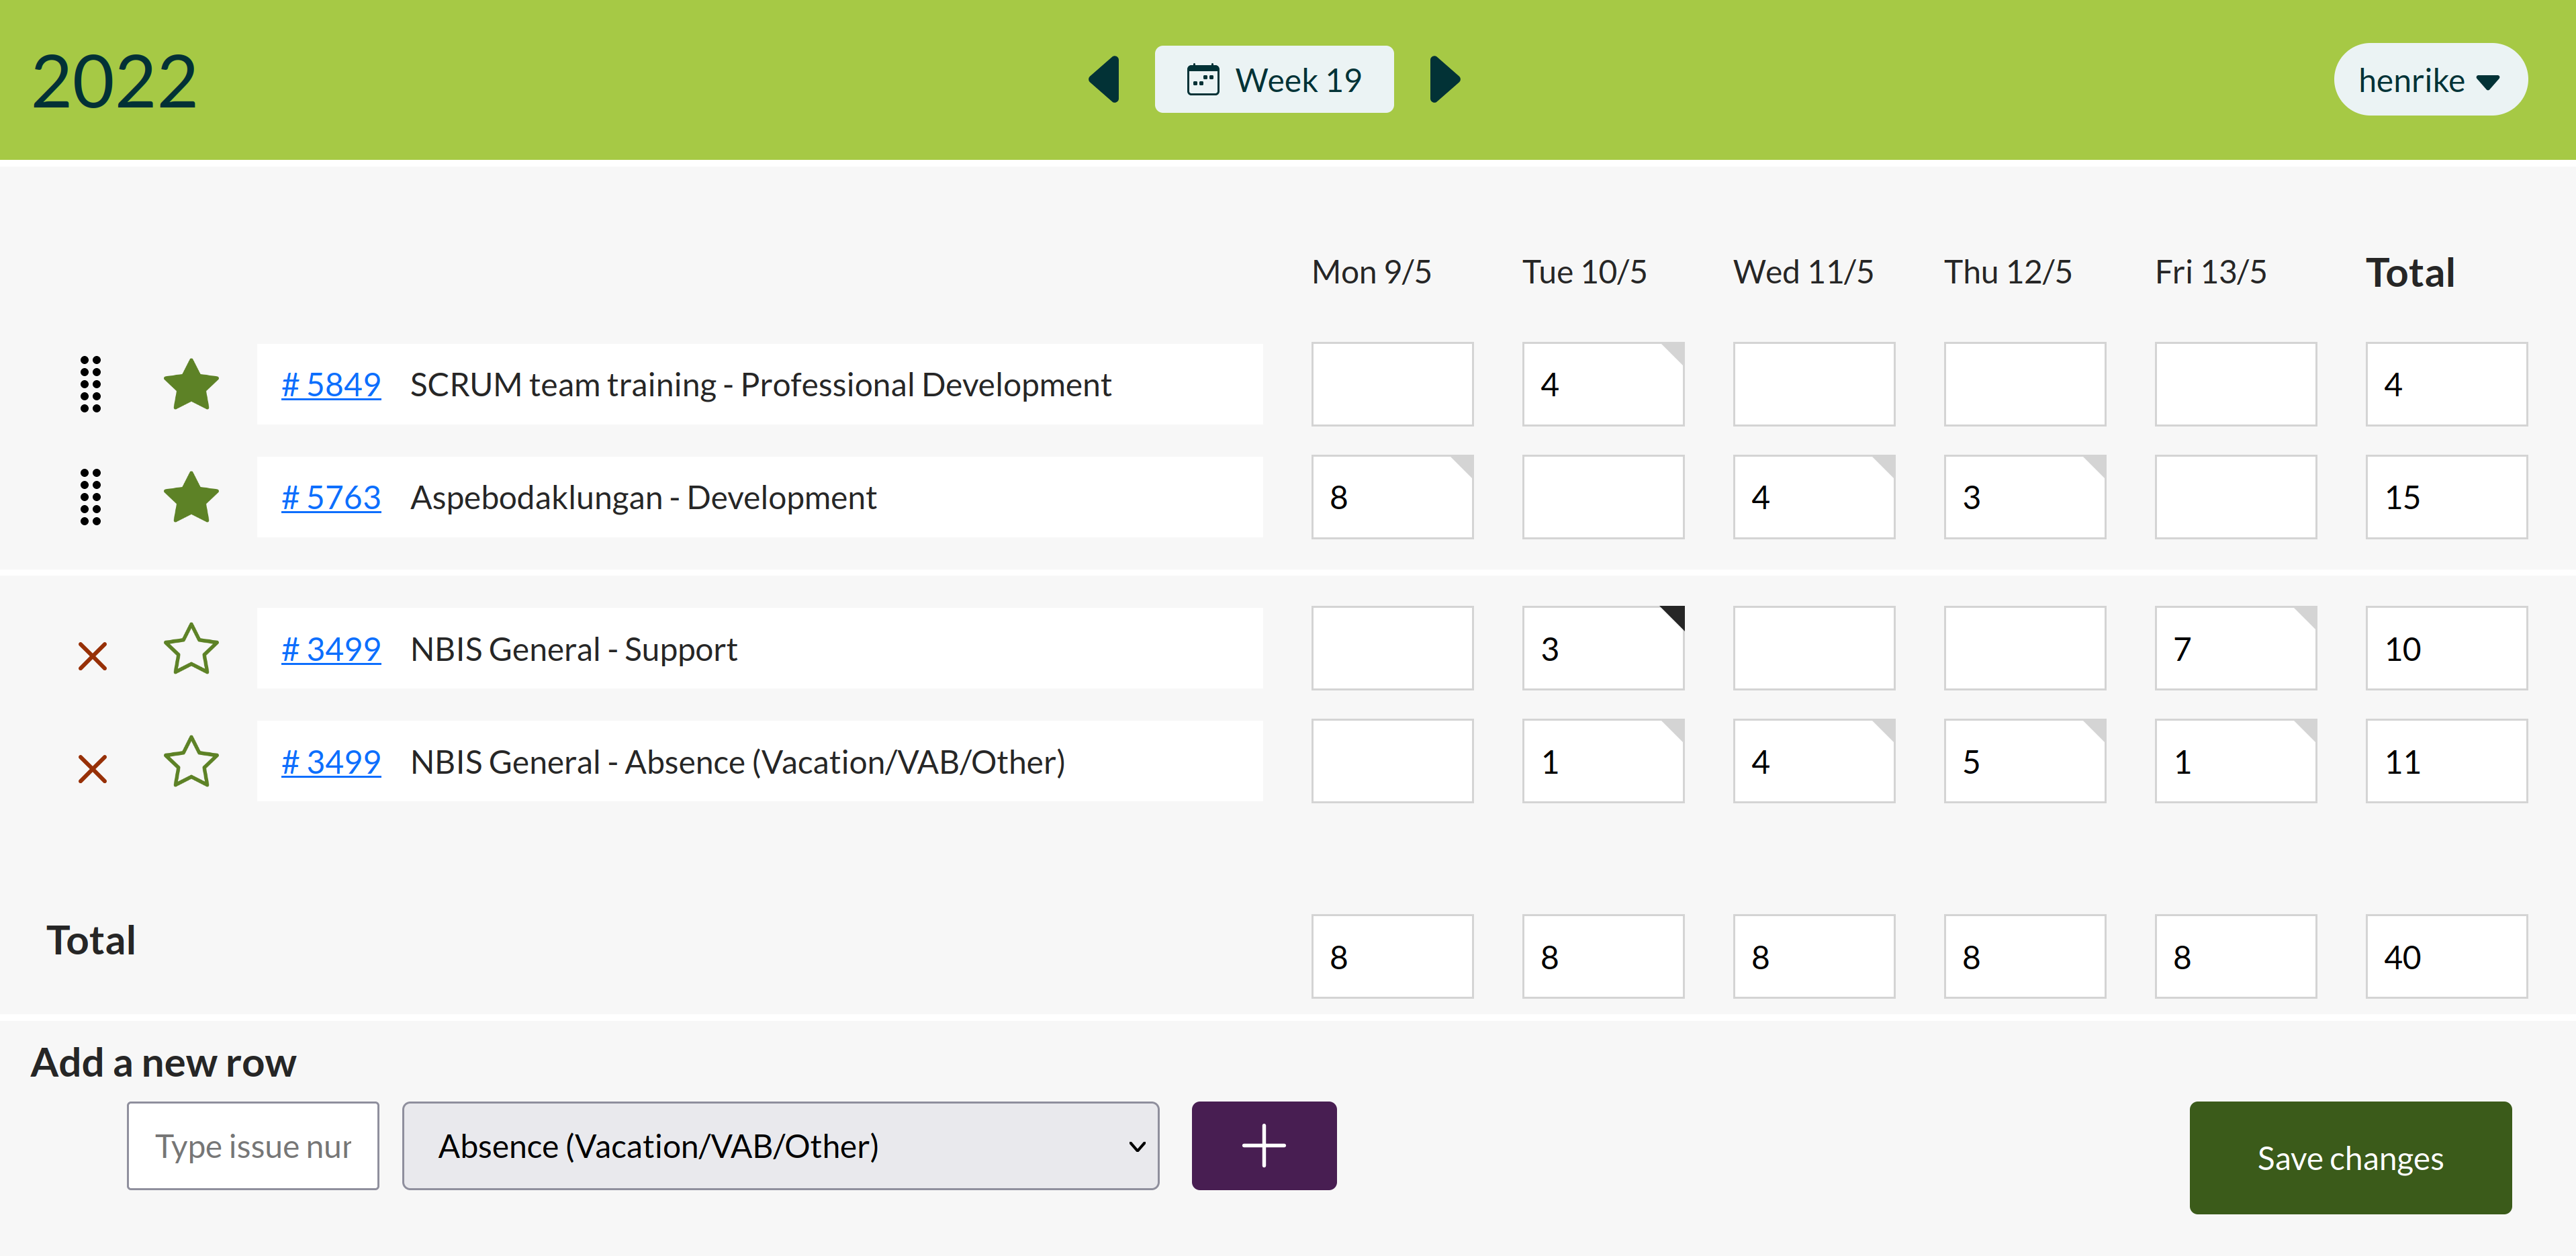 2022 Week 19 henrike
Mon 9/5 Tue 10/5 Wed 11/5 Thu 12/5 Fri 13/5 Total
# 5849 SCRUM team training - Professional Development 4 4
# 5763 Aspebodaklungan - Development 8 4 3 15
# 3499 NBIS General - Support 3 7 10
# 3499 NBIS General - Absence (Vacation/VAB/Other) 1 4 5 1 11
Total 8 8 8 8 8 40
Add a new row
Type issue nur Absence (Vacation/VAB/Other) Save changes